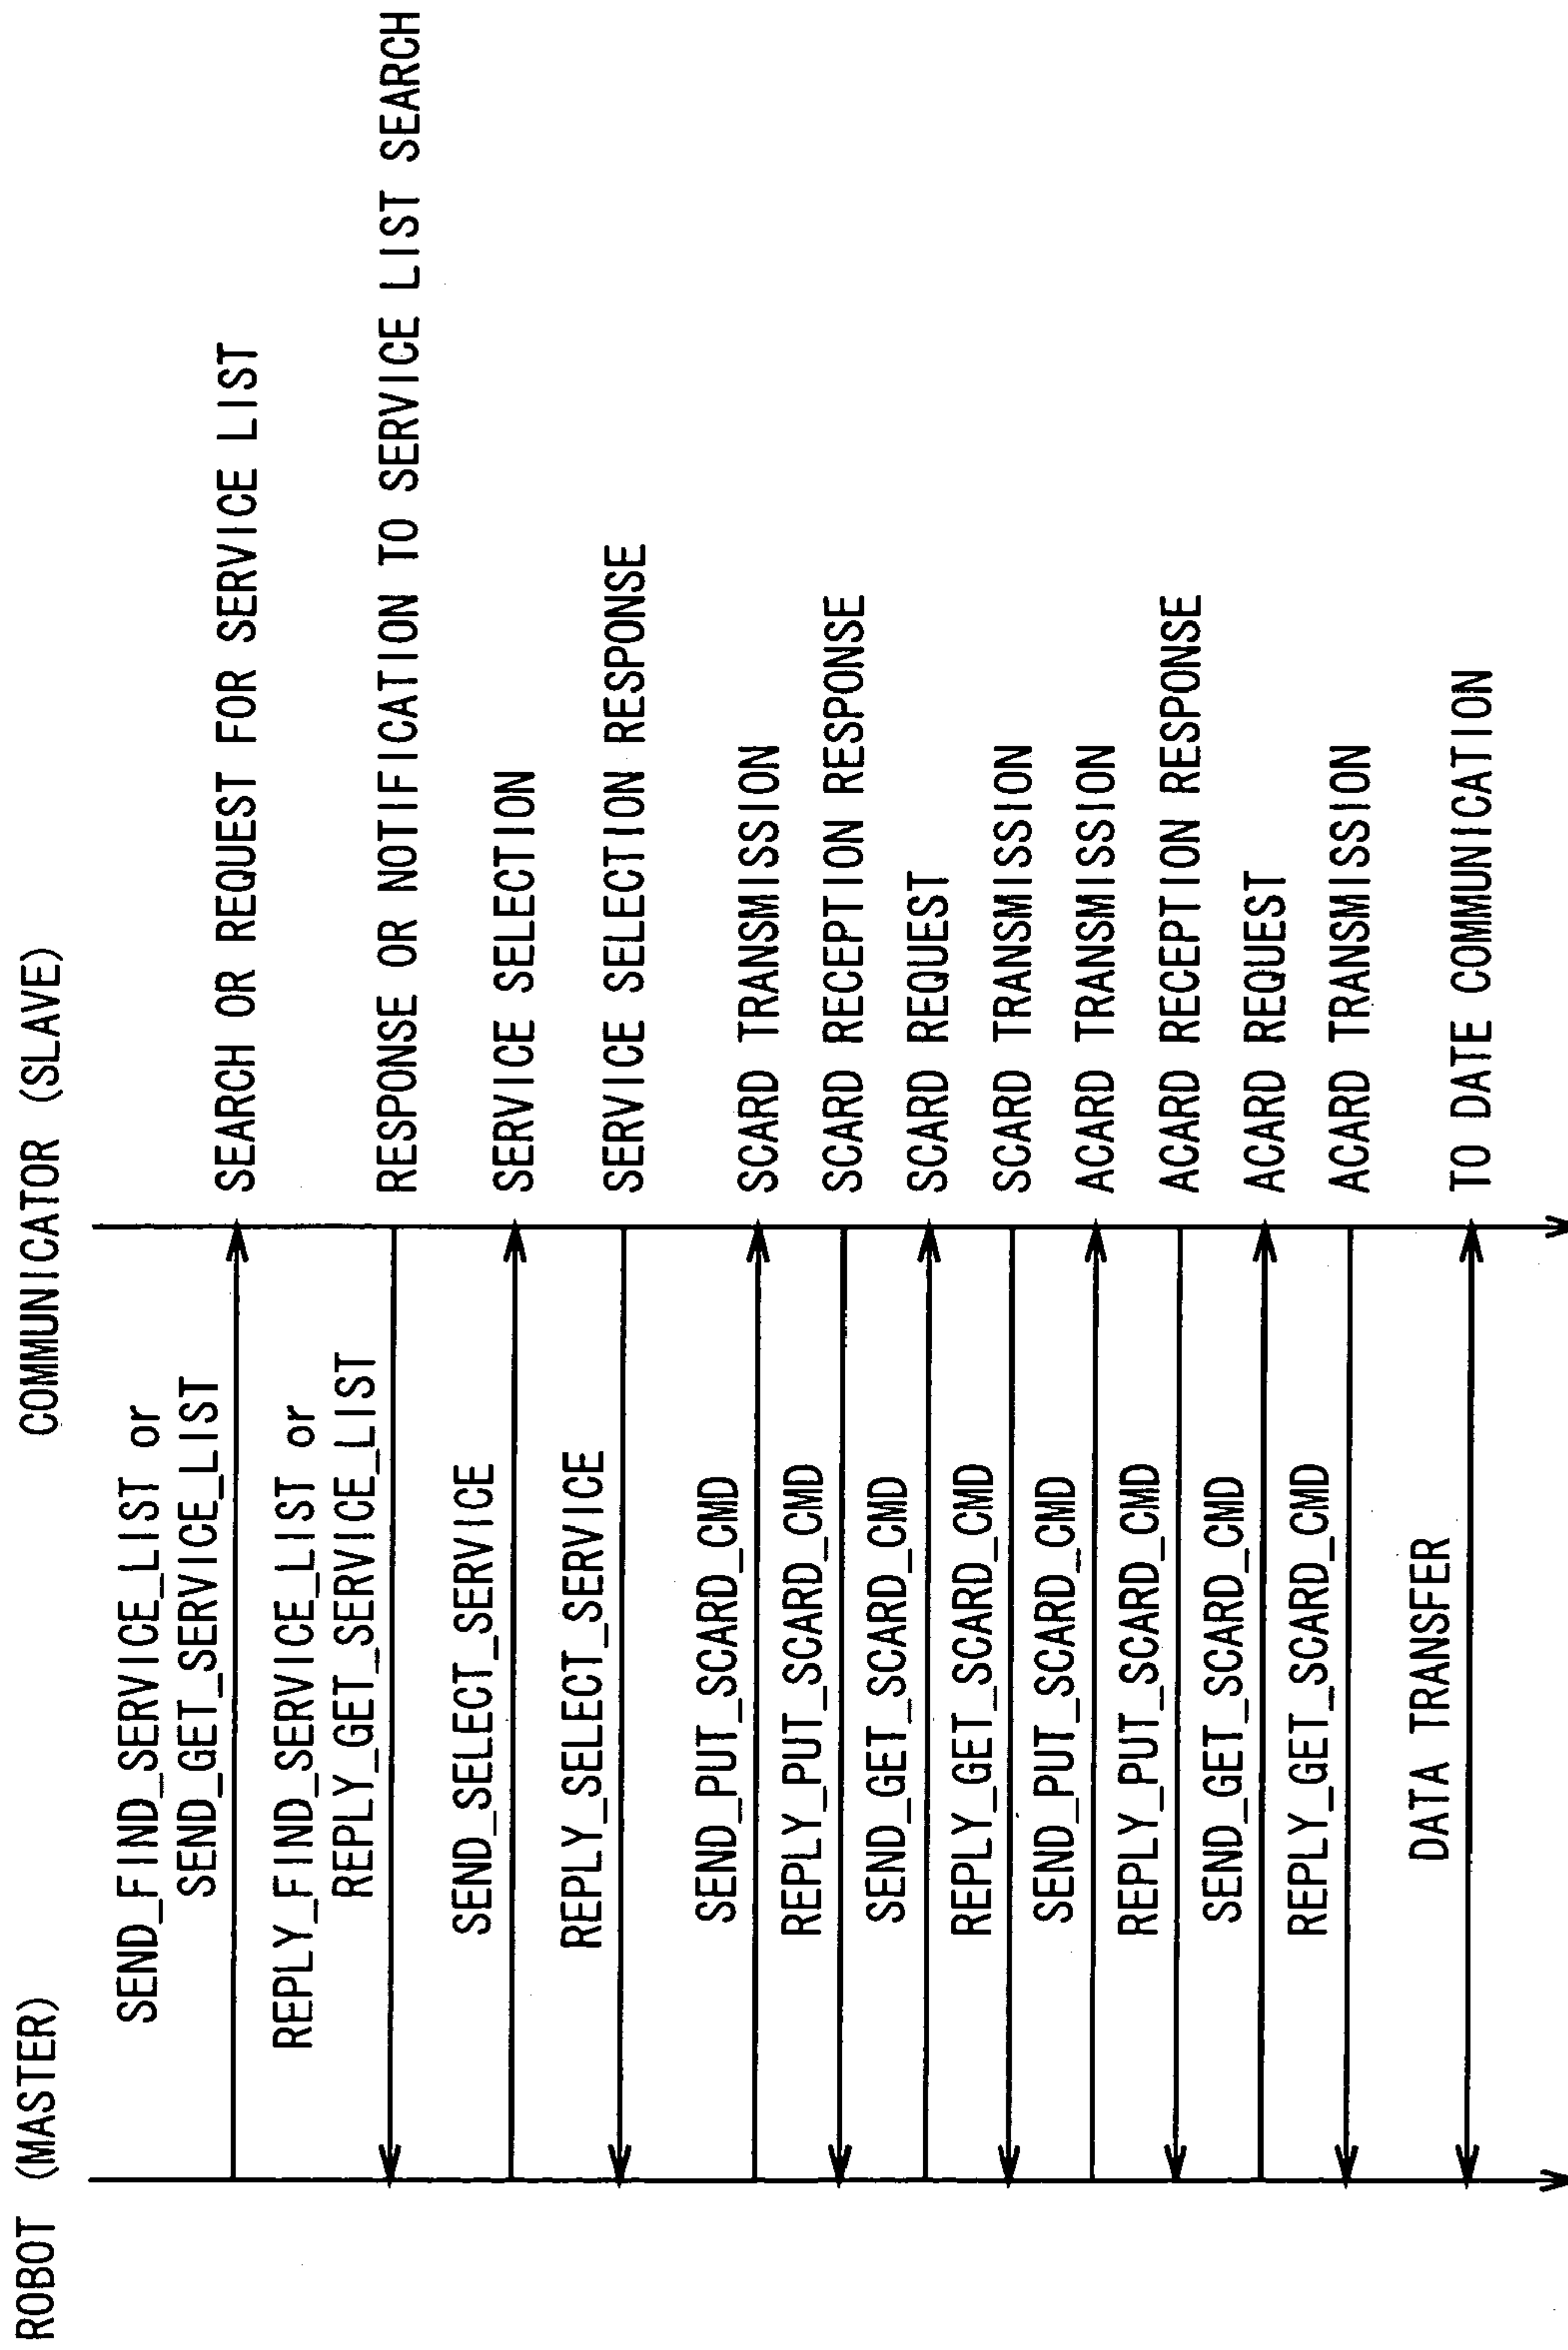 ROBOT (MASTER)
COMMUNICATOR (SLAVE)
SEND_FIND_SERVICE_LIST or
SEND_GET_SERVICE_LIST
SEARCH OR REQUEST FOR SERVICE LIST
REPLY_FIND_SERVICE_LIST or
REPLY_GET_SERVICE_LIST
RESPONSE OR NOTIFICATION TO SERVICE LIST SEARCH
SEND_SELECT_SERVICE
SERVICE SELECTION
REPLY_SELECT_SERVICE
SERVICE SELECTION RESPONSE
SEND_PUT_SCARD_CMD
SCARD TRANSMISSION
REPLY_PUT_SCARD_CMD
SCARD RECEPTION RESPONSE
SEND_GET_SCARD_CMD
SCARD REQUEST
REPLY_GET_SCARD_CMD
SCARD TRANSMISSION
SEND_PUT_SCARD_CMD
ACARD TRANSMISSION
REPLY_PUT_SCARD_CMD
ACARD RECEPTION RESPONSE
SEND_GET_SCARD_CMD
ACARD REQUEST
REPLY_GET_SCARD_CMD
ACARD TRANSMISSION
DATA TRANSFER
TO DATE COMMUNICATION